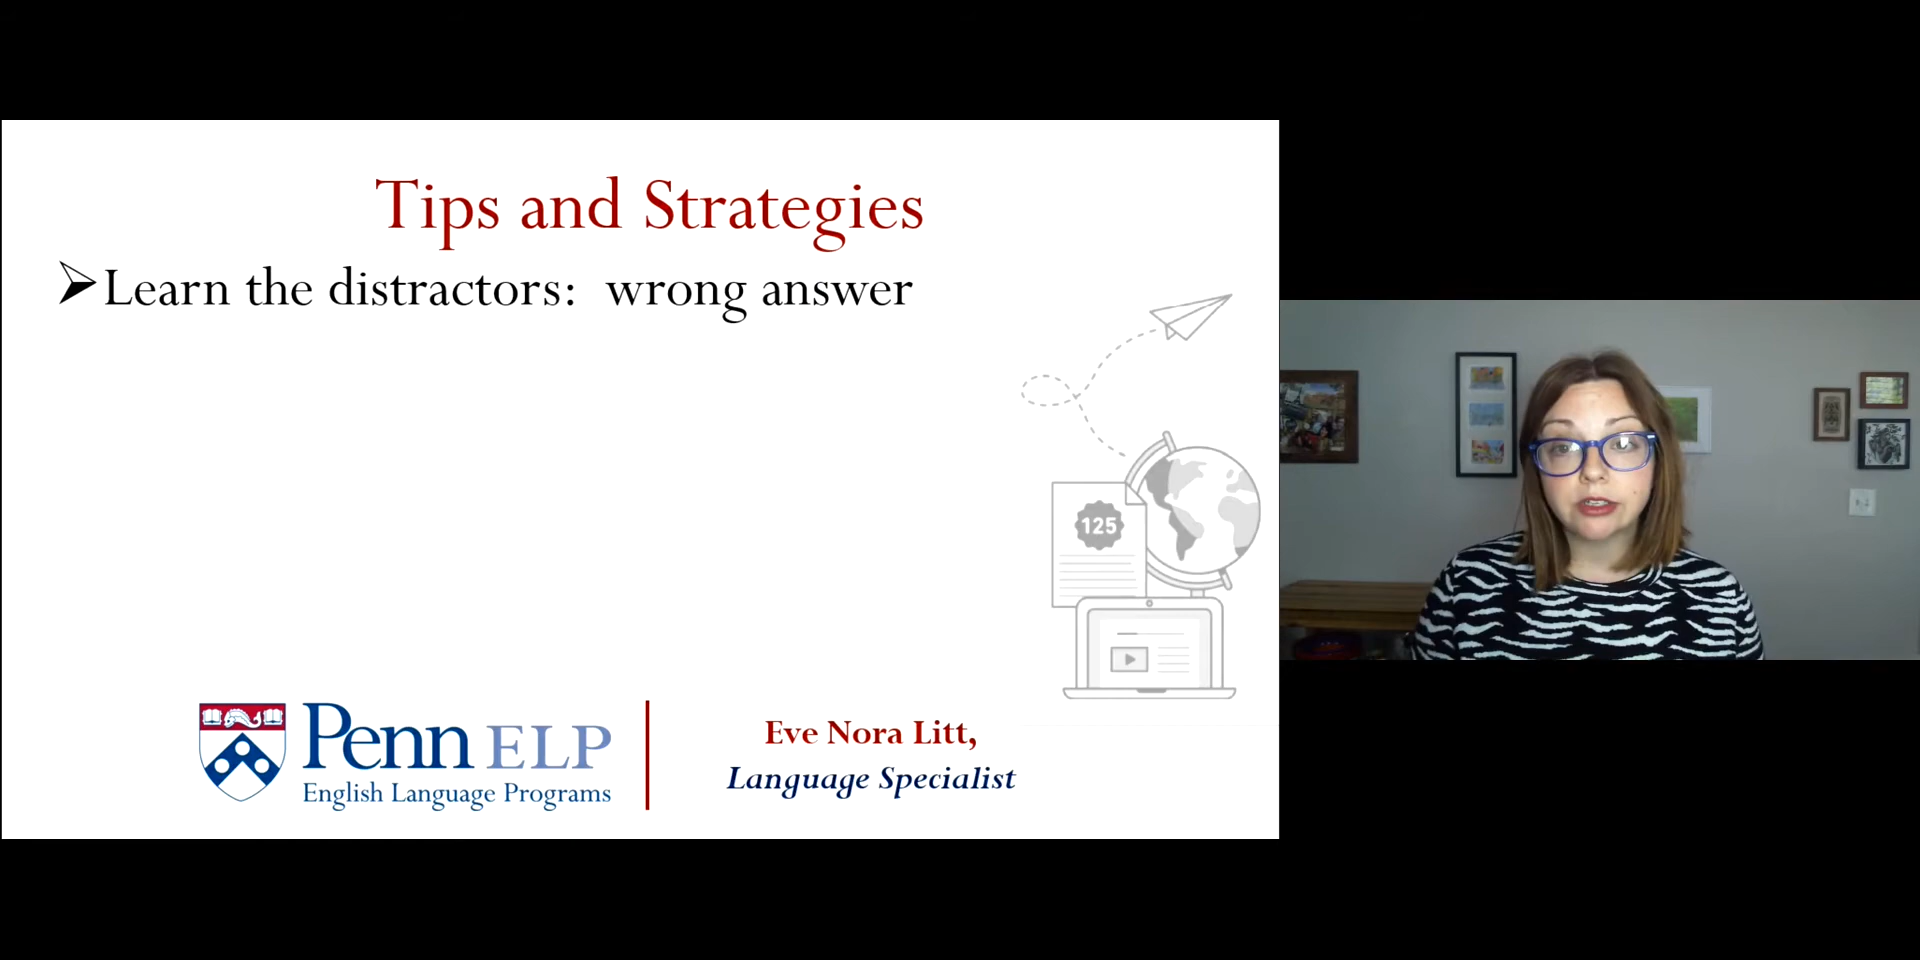 Tips and Strategies
Learn the distractors: wrong answer
125
Penn ELP
English Language Programs
Eve Nora Litt,
Language Specialist